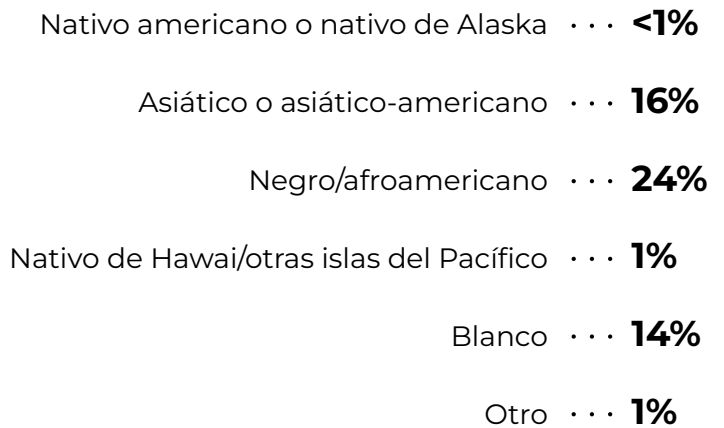 Nativo americano o nativo de Alaska ··· <1%
Asiático o asiático-americano ··· 16%
Negro/afroamericano ··· 24%
Nativo de Hawai/otras islas del Pacífico ··· 1%
Blanco ··· 14%
Otro ··· 1%